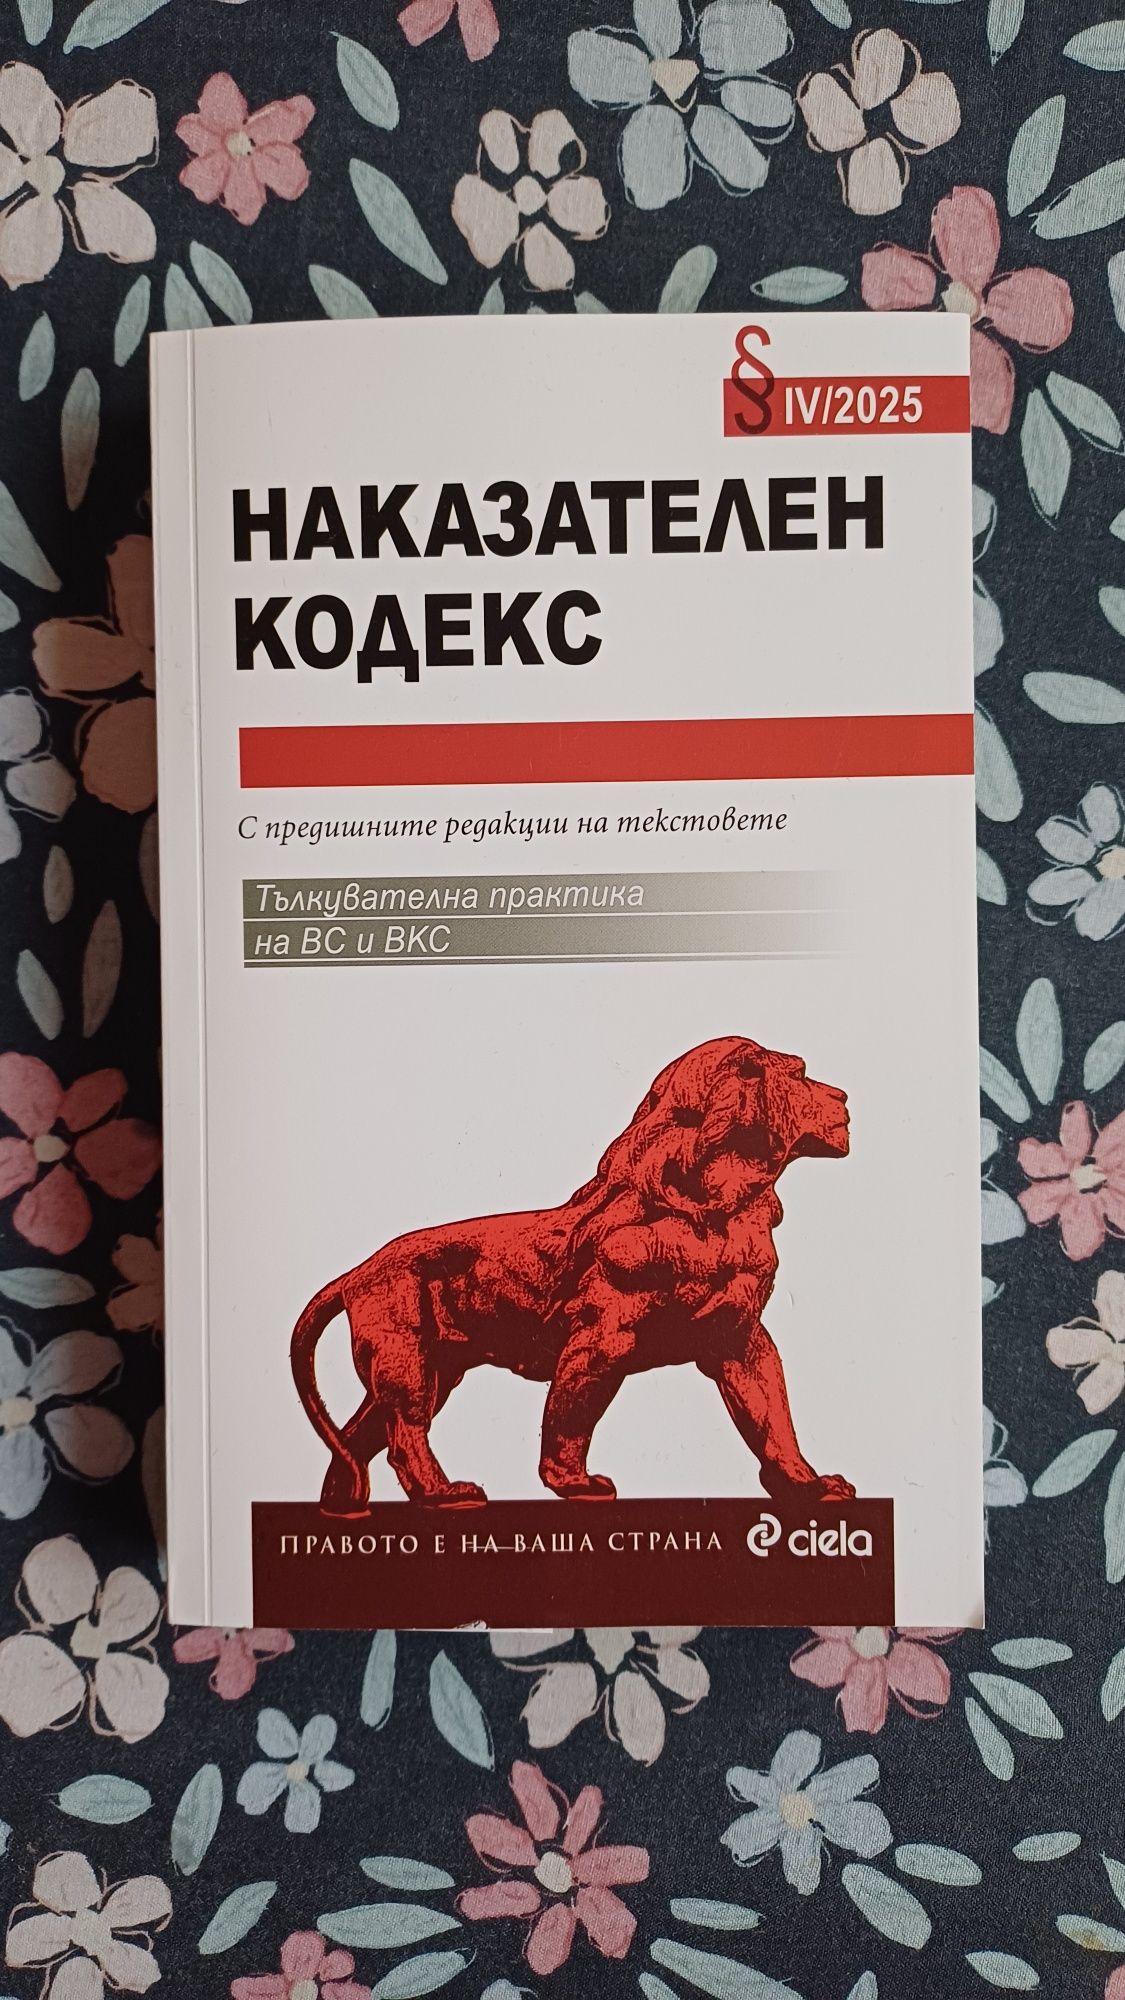 § IV/2025
НАКАЗАТЕЛЕН
КОДЕКС
С предишните редакции на текстовете
Тълкувателна практика
на ВС и ВКС
ПРАВОТО Е НА ВАША СТРАНА ciela